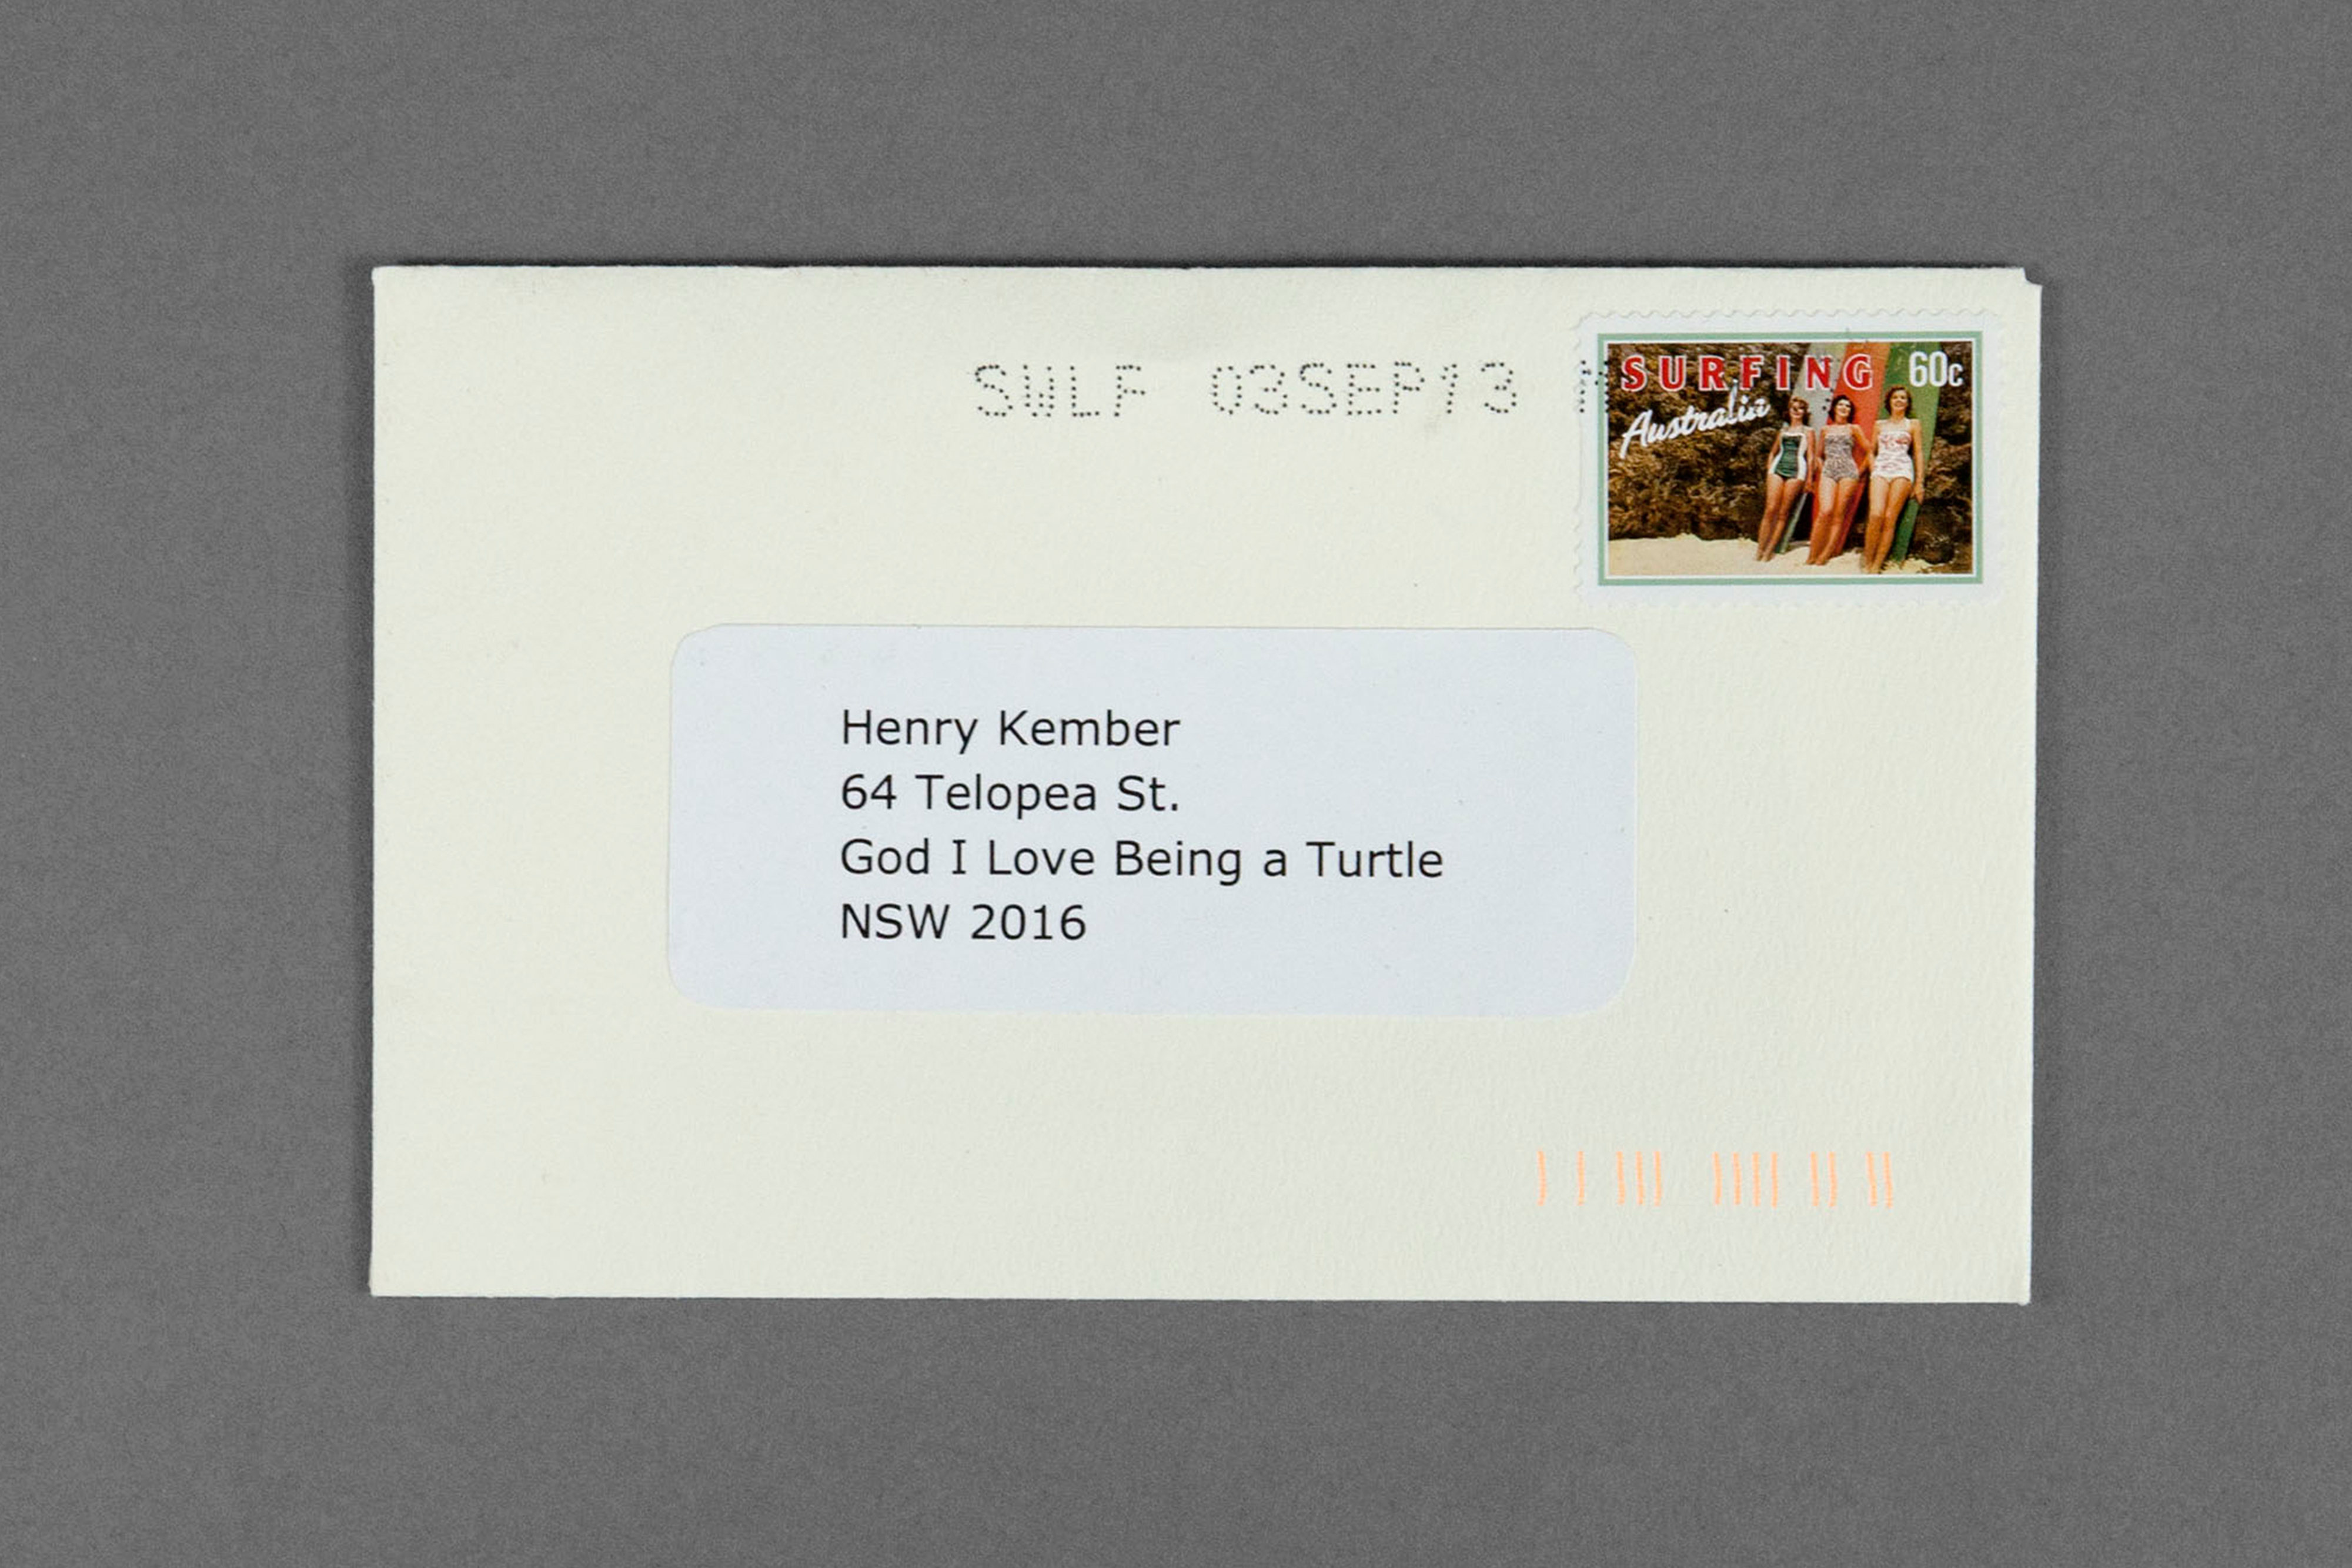 SWLF 03SEP13
SURFING 60c
Australia
Henry Kember
64 Telopea St.
God I Love Being a Turtle
NSW 2016